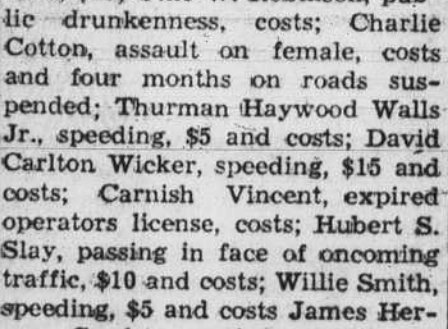 lic drunkenness, costs; Charlie
Cotton, assault on female, costs
and four months on roads sus-
pended; Thurman Haywood Walls
Jr., speeding, $5 and costs; David
Carlton Wicker, speeding, $15 and
costs; Carnish Vincent, expired
operators license, costs; Hubert S.
Slay, passing in face of oncoming
traffic, $10 and costs; Willie Smith,
speeding, $5 and costs James Her-